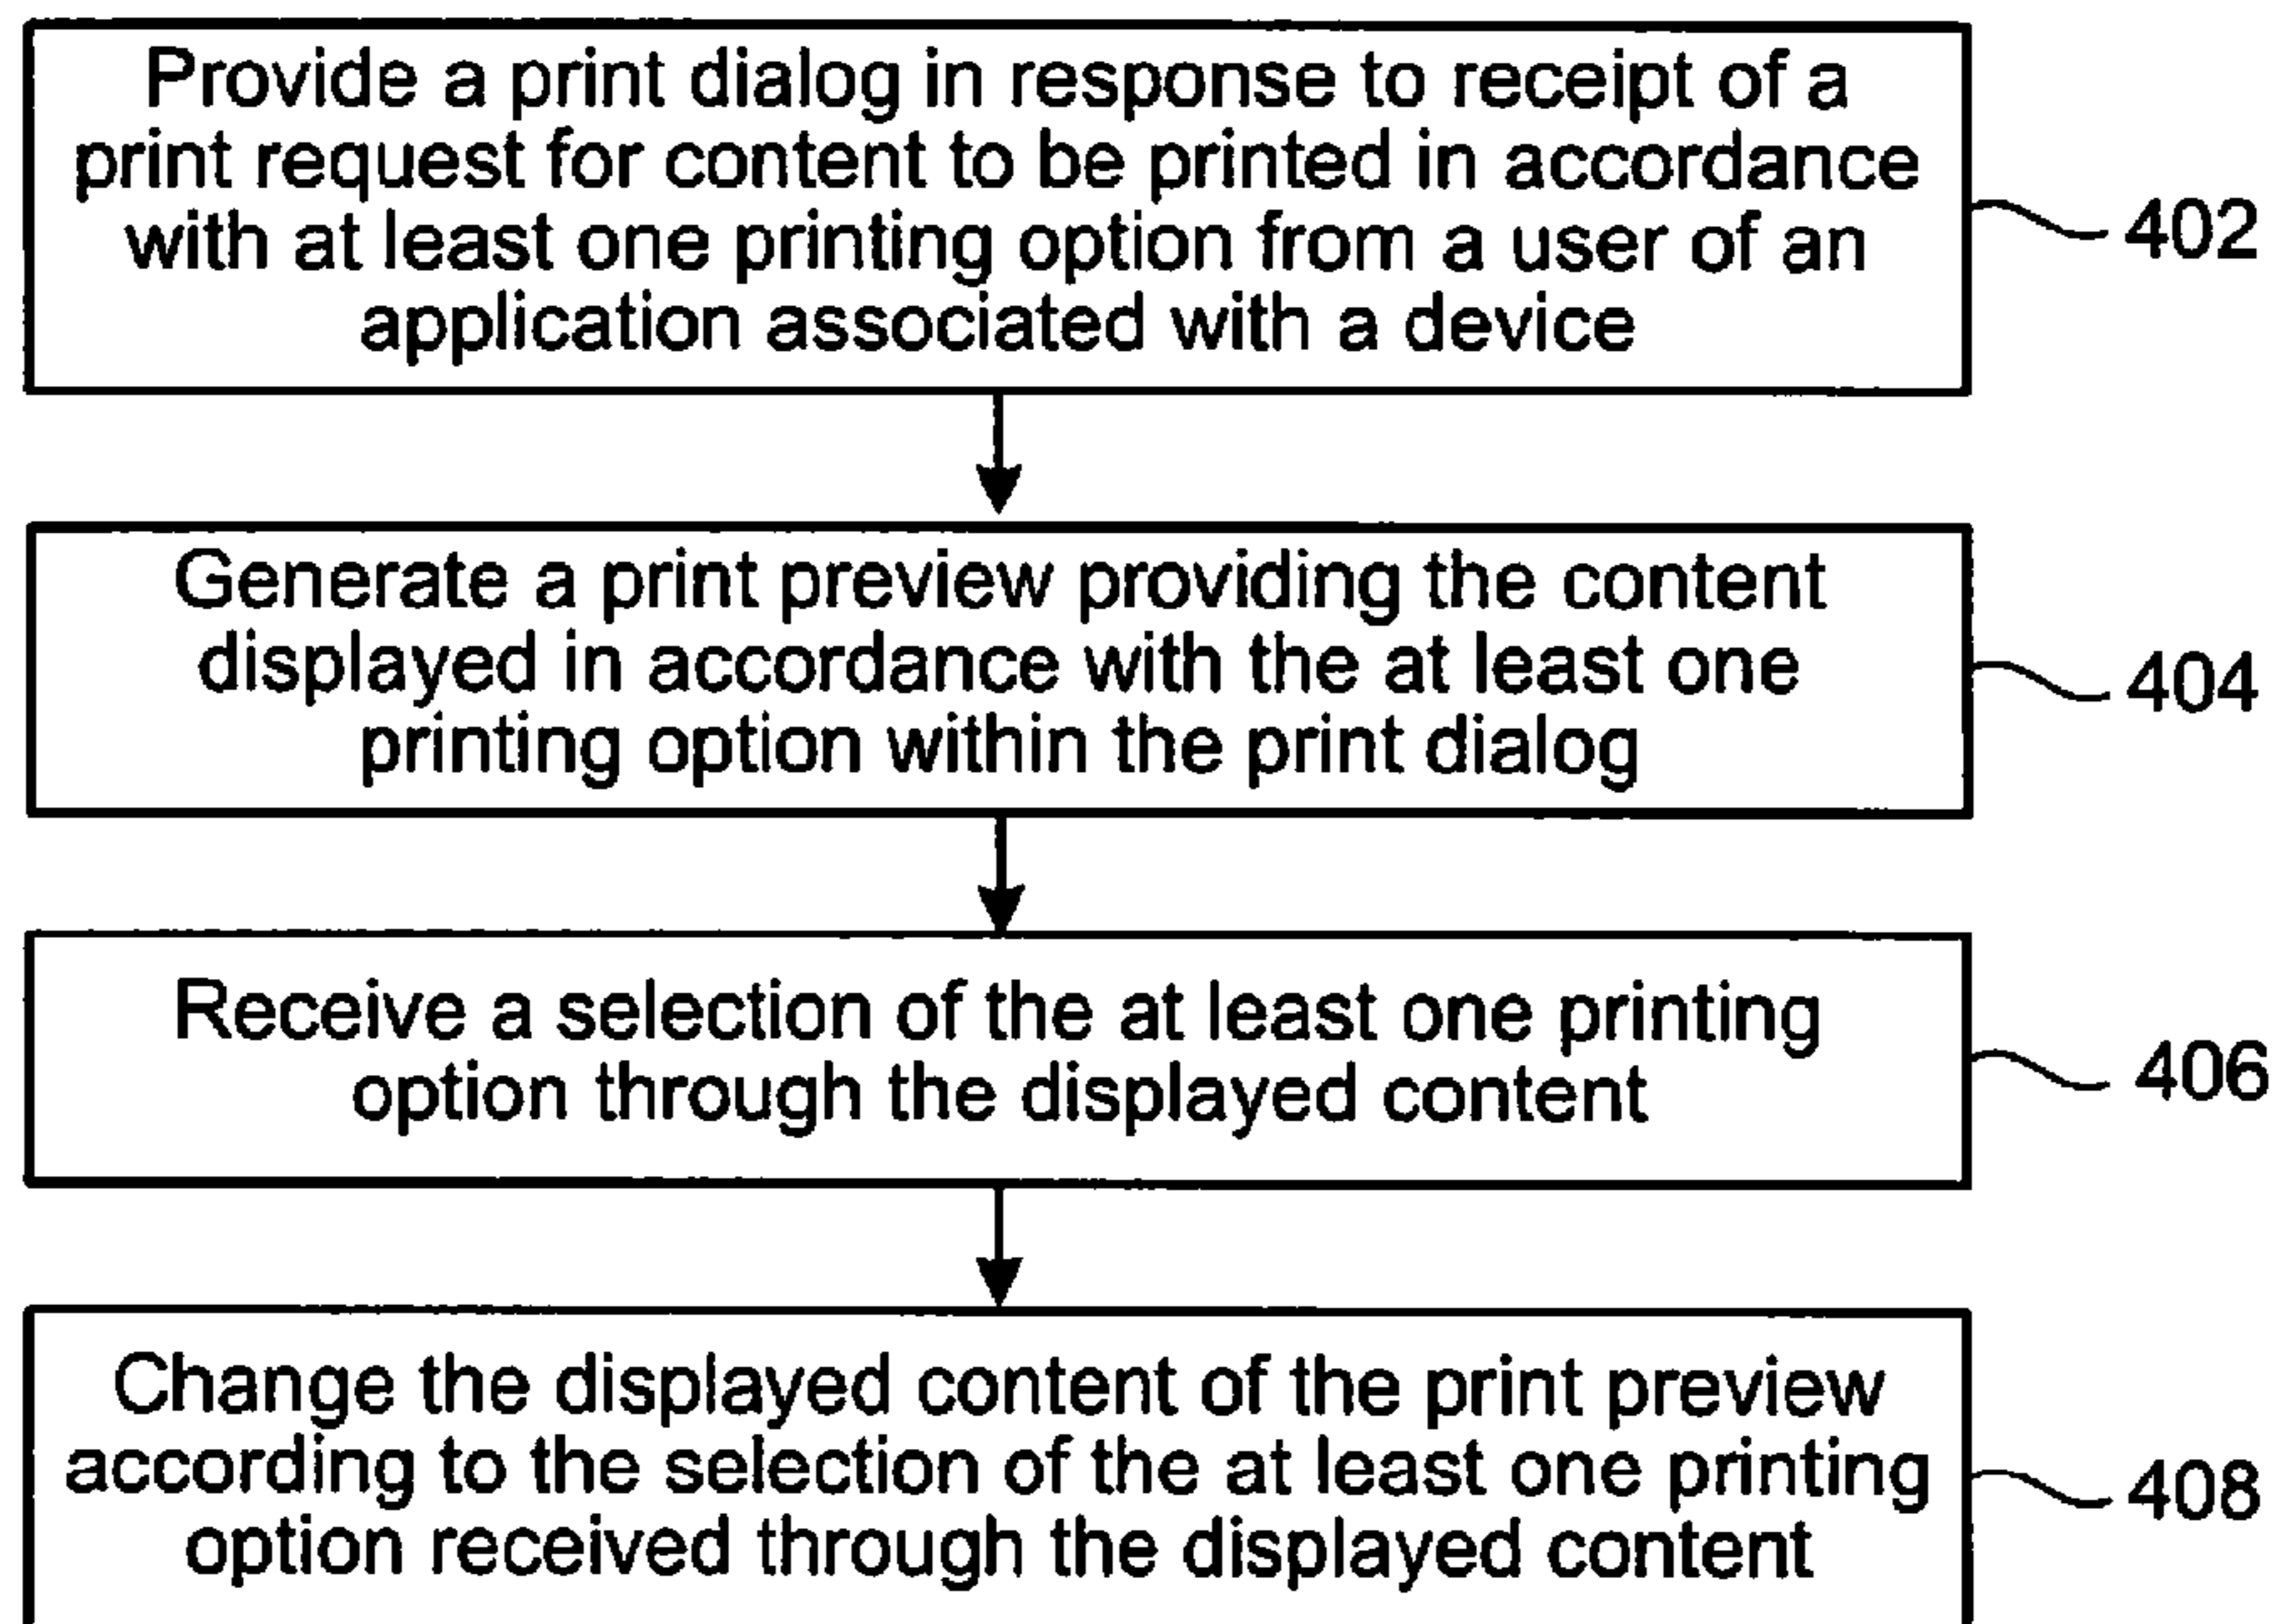 Provide a print dialog in response to receipt of a
print request for content to be printed in accordance
with at least one printing option from a user of an
application associated with a device
402
Generate a print preview providing the content
displayed in accordance with the at least one
printing option within the print dialog
404
Receive a selection of the at least one printing
option through the displayed content
406
Change the displayed content of the print preview
according to the selection of the at least one printing
option received through the displayed content
408